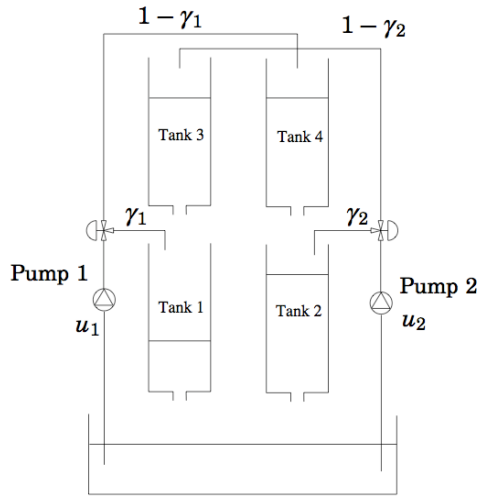 1 − γ₁
1 − γ₂
Tank 3
Tank 4
γ₁
γ₂
Pump 1
Pump 2
Tank 1
Tank 2
u₁
u₂